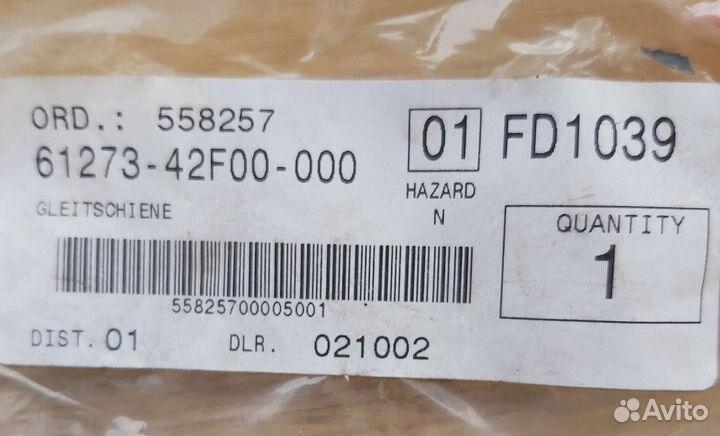 ORD.: 558257
61273-42F00-000
01 FD1039
HAZARD
N
GLEITSCHIENE
QUANTITY
1
55825700005001
DIST. 01 DLR. 021002
Avito